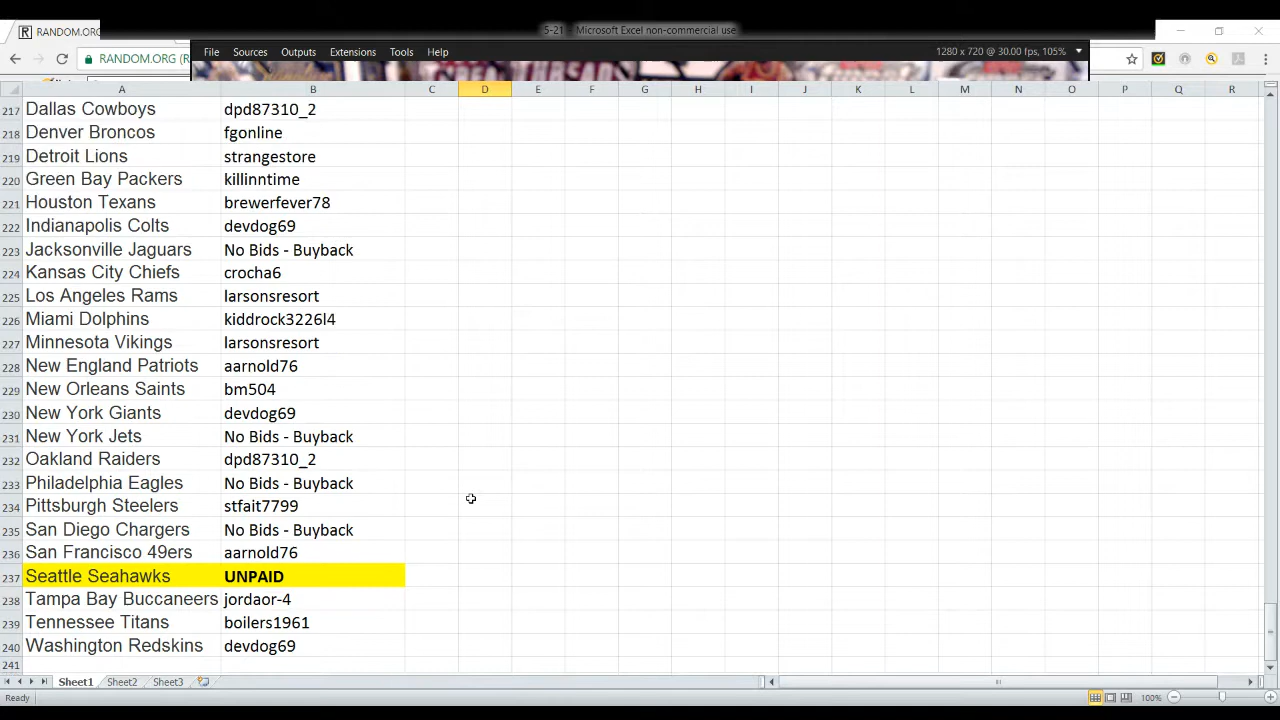 5-21 Microsoft Excel non-commercial use
RANDOM.ORG
File Sources Outputs Extensions Tools Help
1280 x 720 @ 30.00 fps, 105%
RANDOM.ORG (R
A B C D E F G H I J K L M N O P Q R
217 Dallas Cowboys dpd87310_2
218 Denver Broncos fgonline
219 Detroit Lions strangestore
220 Green Bay Packers killinntime
221 Houston Texans brewerfever78
222 Indianapolis Colts devdog69
223 Jacksonville Jaguars No Bids - Buyback
224 Kansas City Chiefs crocha6
225 Los Angeles Rams larsonsresort
226 Miami Dolphins kiddrock3226l4
227 Minnesota Vikings larsonsresort
228 New England Patriots aarnold76
229 New Orleans Saints bm504
230 New York Giants devdog69
231 New York Jets No Bids - Buyback
232 Oakland Raiders dpd87310_2
233 Philadelphia Eagles No Bids - Buyback
234 Pittsburgh Steelers stfait7799
235 San Diego Chargers No Bids - Buyback
236 San Francisco 49ers aarnold76
237 Seattle Seahawks UNPAID
238 Tampa Bay Buccaneers jordaor-4
239 Tennessee Titans boilers1961
240 Washington Redskins devdog69
241
Sheet1 Sheet2 Sheet3
Ready 100%